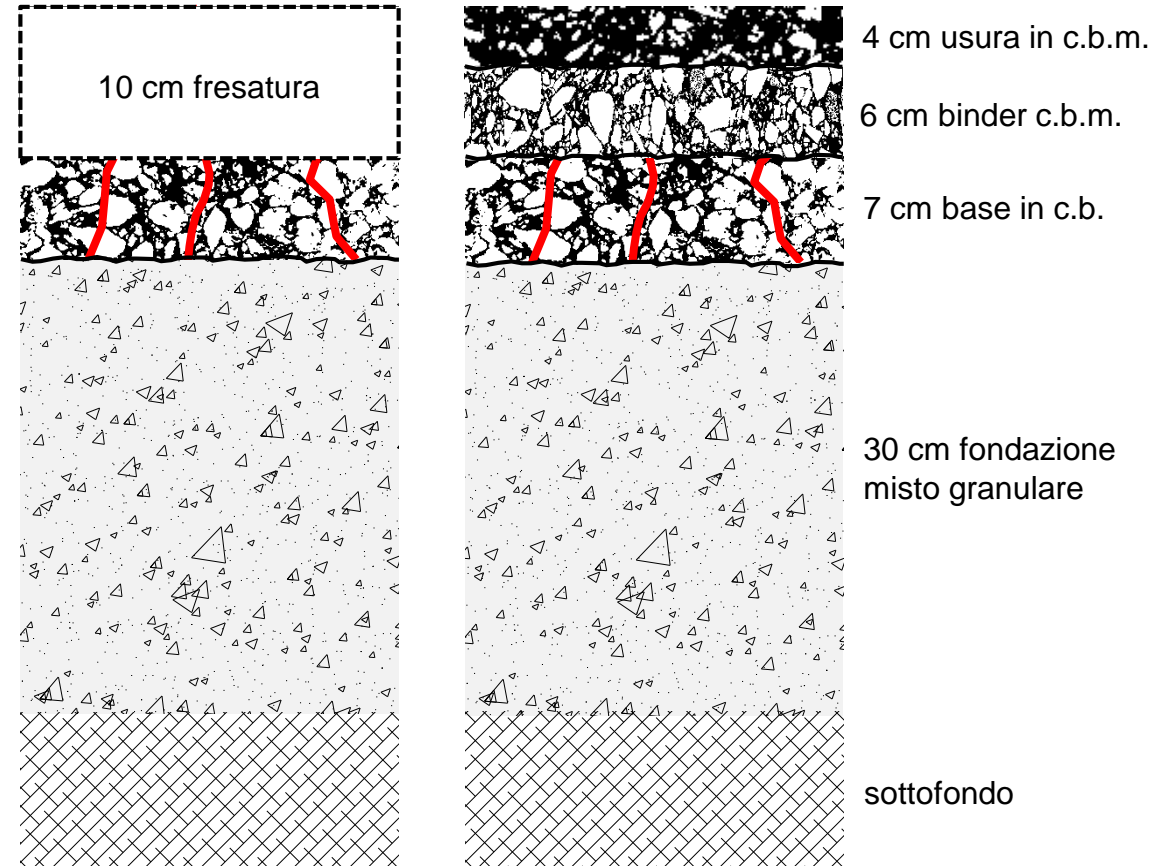 10 cm fresatura
4 cm usura in c.b.m.
6 cm binder c.b.m.
7 cm base in c.b.
30 cm fondazione
misto granulare
sottofondo